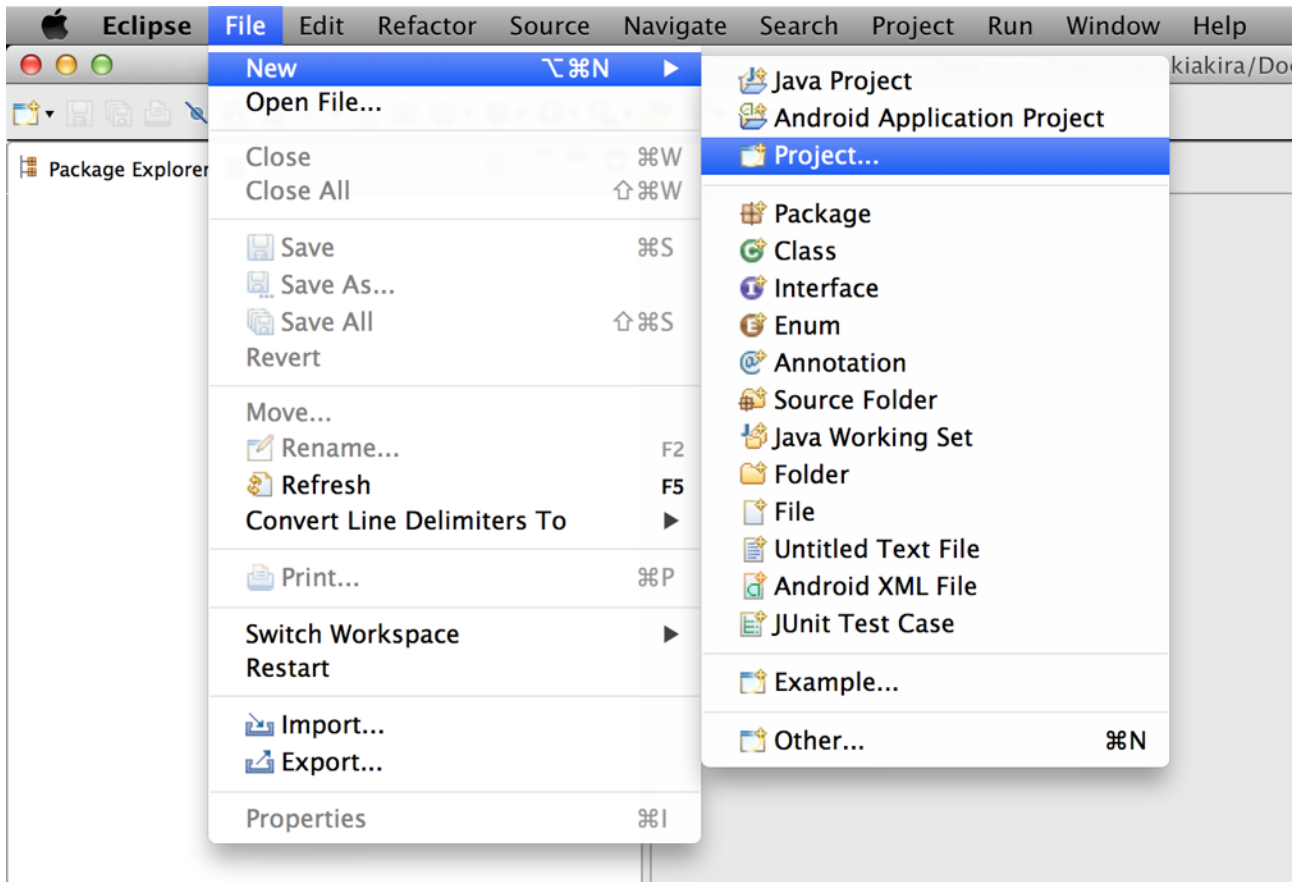 Eclipse File Edit Refactor Source Navigate Search Project Run Window Help
kiakira/Do
Package Explorer
New ⌥⌘N ▶
Open File...
Close ⌘W
Close All ⇧⌘W
Save ⌘S
Save As...
Save All ⇧⌘S
Revert
Move...
Rename... F2
Refresh F5
Convert Line Delimiters To ▶
Print... ⌘P
Switch Workspace ▶
Restart
Import...
Export...
Properties ⌘I
Java Project
Android Application Project
Project...
Package
Class
Interface
Enum
Annotation
Source Folder
Java Working Set
Folder
File
Untitled Text File
Android XML File
JUnit Test Case
Example...
Other... ⌘N